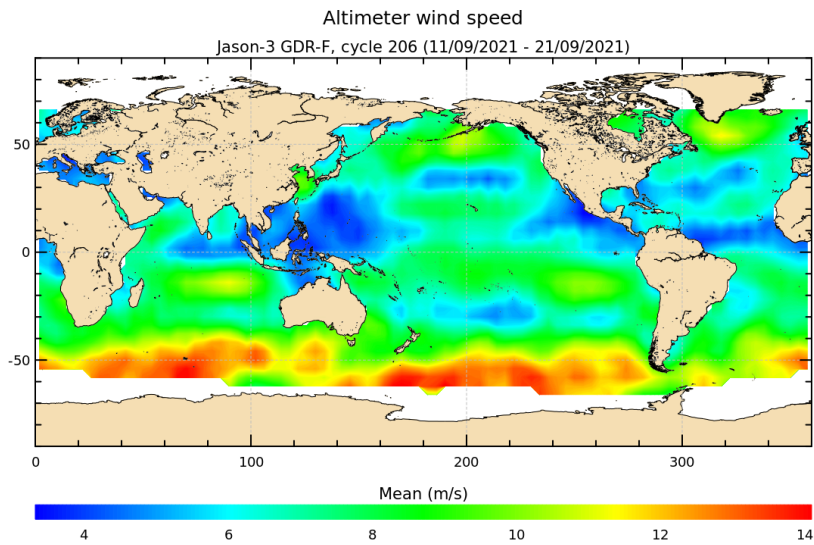 Altimeter wind speed
Jason-3 GDR-F, cycle 206 (11/09/2021 - 21/09/2021)
50
0
-50
0 100 200 300
Mean (m/s)
4 6 8 10 12 14